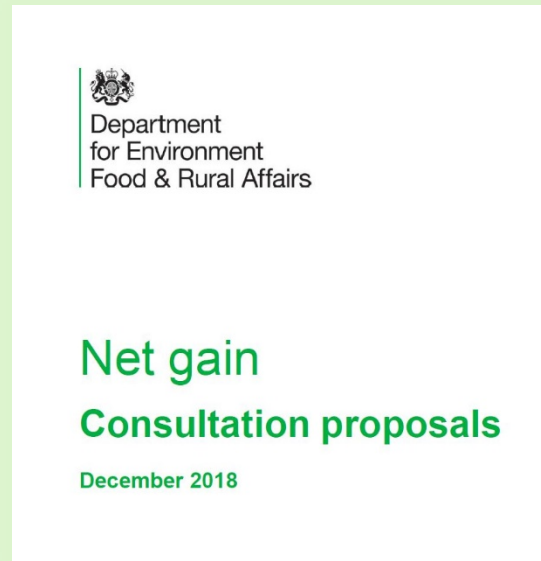 Department
for Environment
Food & Rural Affairs
Net gain
Consultation proposals
December 2018